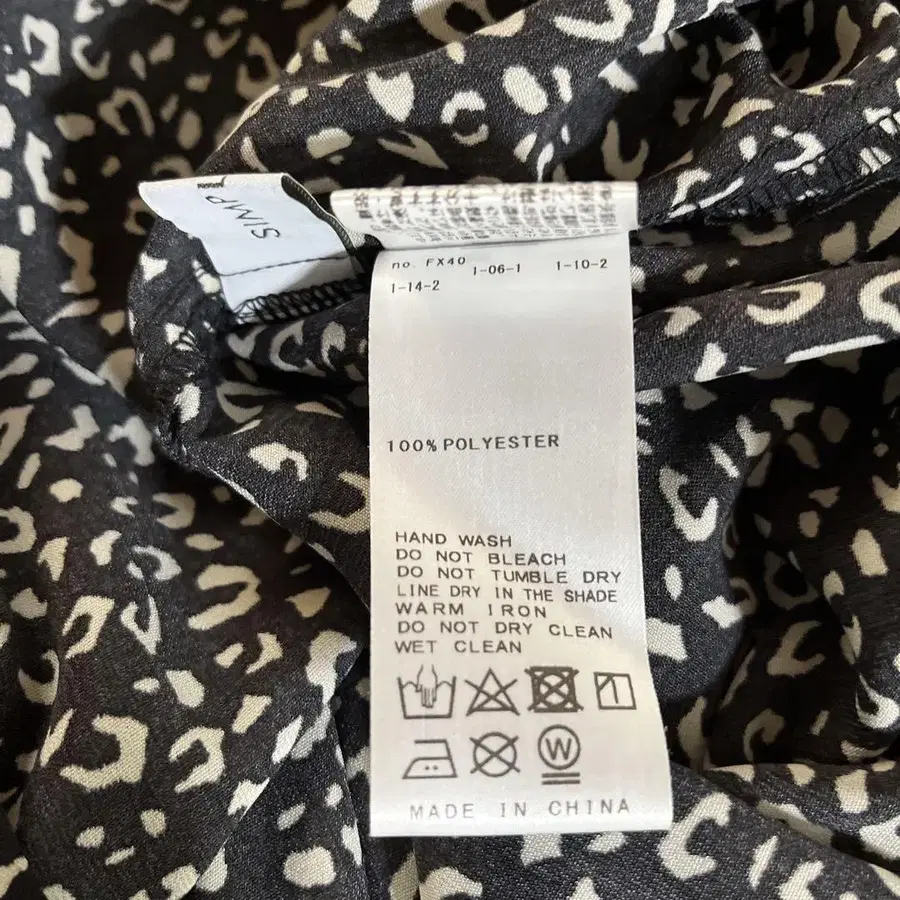 SIMP
no. FX40 1-06-1 1-10-2
1-14-2
100% POLYESTER
HAND WASH
DO NOT BLEACH
DO NOT TUMBLE DRY
LINE DRY IN THE SHADE
WARM IRON
DO NOT DRY CLEAN
WET CLEAN
W
MADE IN CHINA